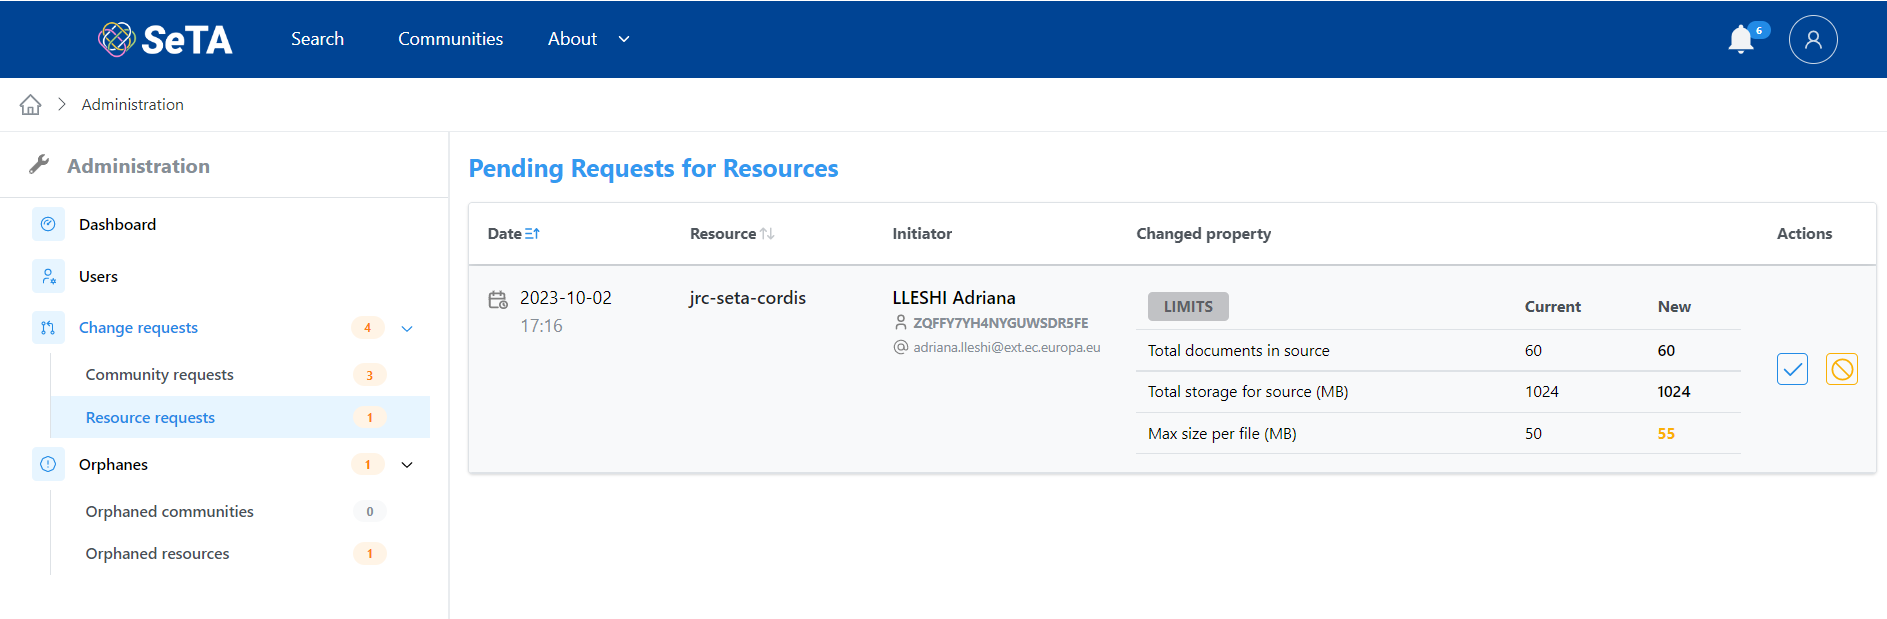 SeTA
Search
Communities
About
6
Administration
Administration
Dashboard
Users
Change requests 4
Community requests 3
Resource requests 1
Orphanes 1
Orphaned communities 0
Orphaned resources 1
Pending Requests for Resources
Date Resource Initiator Changed property Actions
2023-10-02
17:16
jrc-seta-cordis
LLESHI Adriana
ZQFFY7YH4NYGUWSDR5FE
adriana.lleshi@ext.ec.europa.eu
LIMITS Current New
Total documents in source 60 60
Total storage for source (MB) 1024 1024
Max size per file (MB) 50 55